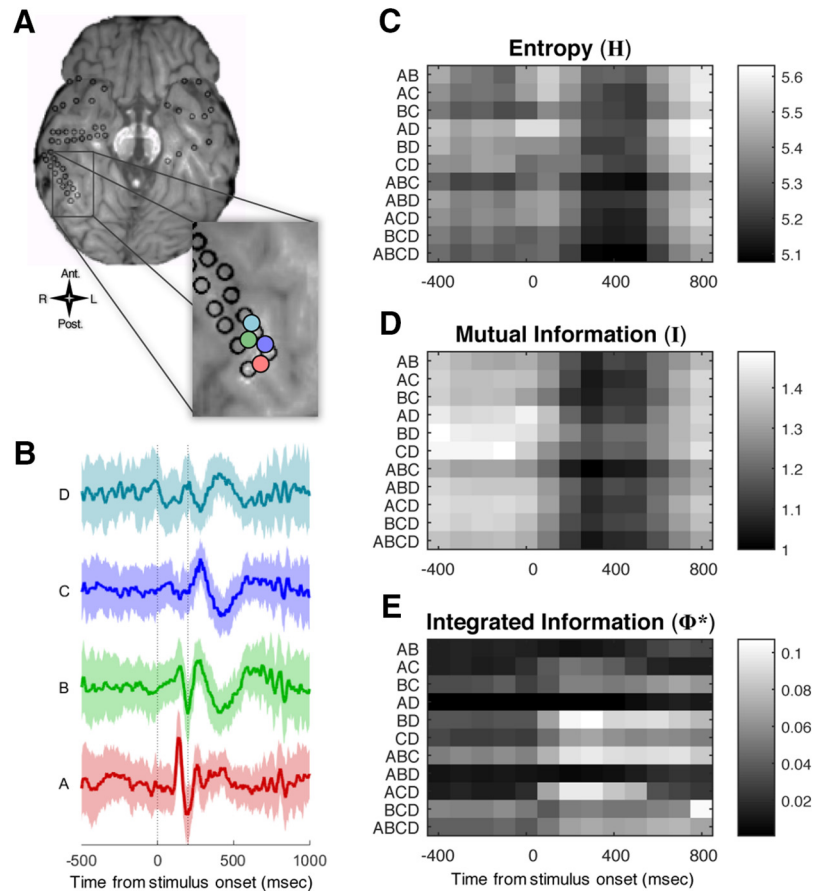 A
Ant.
R L
Post.
B
D
C
B
A
-500 0 500 1000
Time from stimulus onset (msec)
C
Entropy (H)
AB
AC
BC
AD
BD
CD
ABC
ABD
ACD
BCD
ABCD
-400 0 400 800
5.6
5.5
5.4
5.3
5.2
5.1
D
Mutual Information (I)
AB
AC
BC
AD
BD
CD
ABC
ABD
ACD
BCD
ABCD
-400 0 400 800
1.4
1.3
1.2
1.1
1
E
Integrated Information (Φ*)
AB
AC
BC
AD
BD
CD
ABC
ABD
ACD
BCD
ABCD
-400 0 400 800
Time from stimulus onset (msec)
0.1
0.08
0.06
0.04
0.02